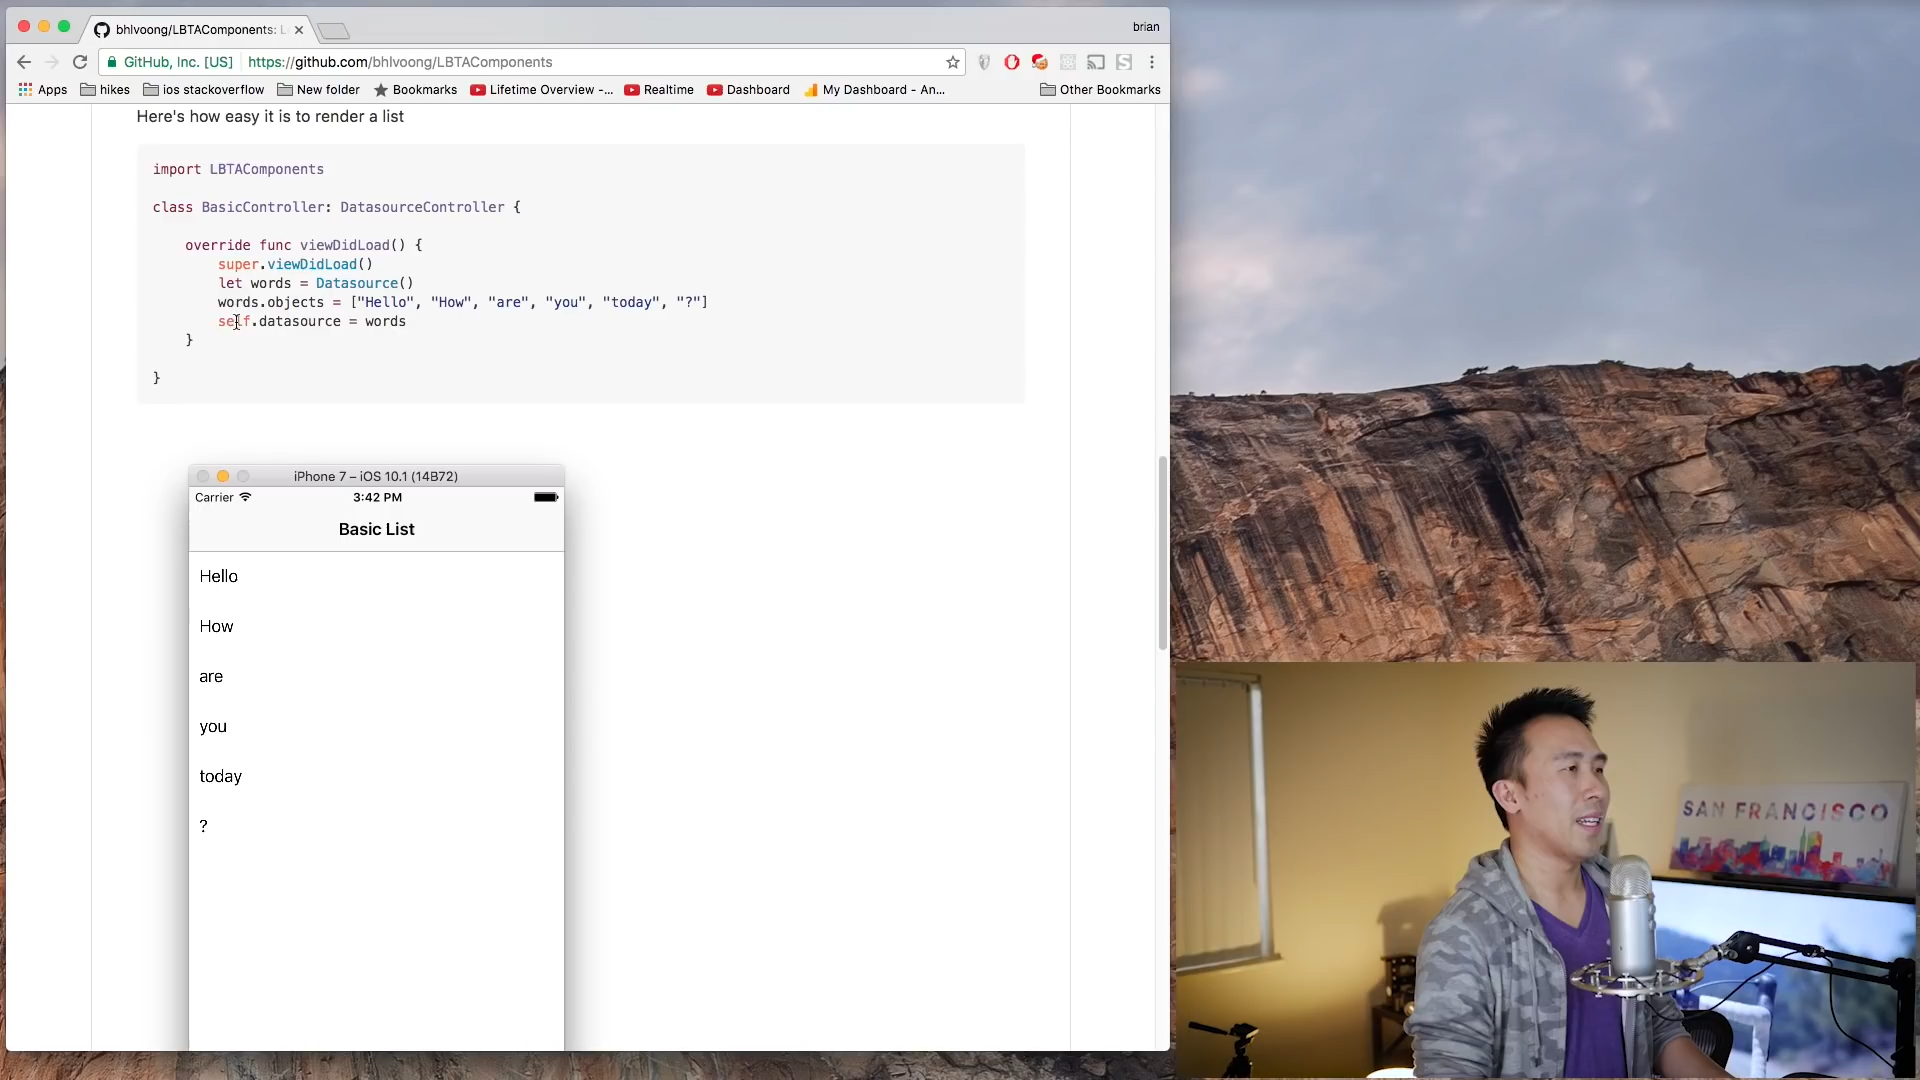 bhlvoong/LBTAComponents: L
brian
GitHub, Inc. [US]
https://github.com/bhlvoong/LBTAComponents
Apps
hikes
ios stackoverflow
New folder
Bookmarks
Lifetime Overview -...
Realtime
Dashboard
My Dashboard - An...
Other Bookmarks
Here's how easy it is to render a list
import LBTAComponents
class BasicController: DatasourceController {
override func viewDidLoad() {
super.viewDidLoad()
let words = Datasource()
words.objects = ["Hello", "How", "are", "you", "today", "?"]
self.datasource = words
}
}
iPhone 7 – iOS 10.1 (14B72)
Carrier
3:42 PM
Basic List
Hello
How
are
you
today
?
SAN FRANCISCO